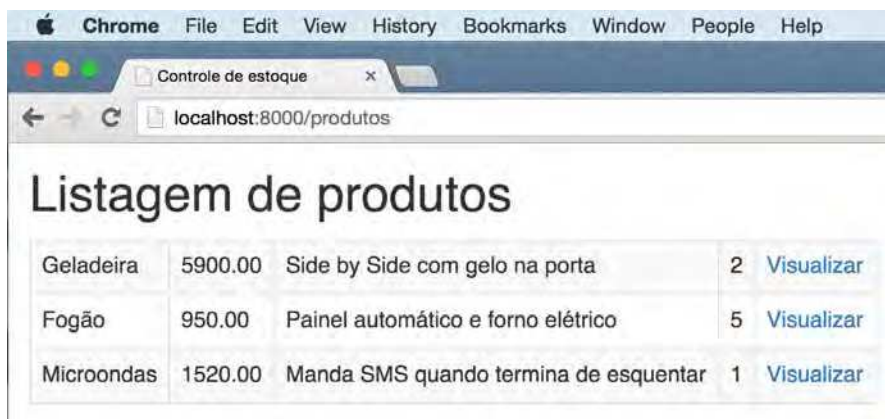 Chrome File Edit View History Bookmarks Window People Help
Controle de estoque
localhost:8000/produtos
Listagem de produtos
Geladeira 5900.00 Side by Side com gelo na porta 2 Visualizar
Fogão 950.00 Painel automático e forno elétrico 5 Visualizar
Microondas 1520.00 Manda SMS quando termina de esquentar 1 Visualizar